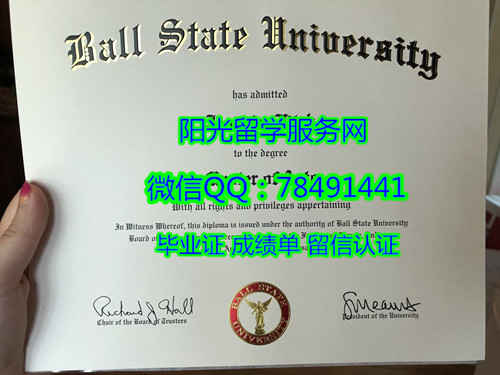 Ball State University
has admitted
阳光留学服务网
to the degree
微信QQ：78491441
With all rights and privileges appertaining
In Witness Whereof, this diploma is issued under the authority of Ball State University
毕业证 成绩单 留信认证
Richard J Hall
Chair of the Board of Trustees
BALL STATE UNIVERSITY
President of the University